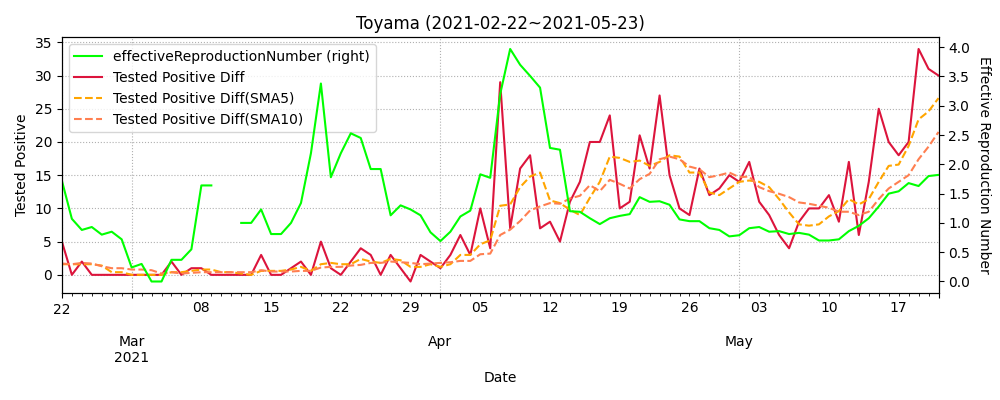 Toyama (2021-02-22~2021-05-23)
effectiveReproductionNumber (right)
Tested Positive Diff
Tested Positive Diff(SMA5)
Tested Positive Diff(SMA10)
Tested Positive
35
30
25
20
15
10
5
0
Effective Reproduction Number
4.0
3.5
3.0
2.5
2.0
1.5
1.0
0.5
0.0
22 08 15 22 29 05 12 19 26 03 10 17
Mar Apr May
2021
Date